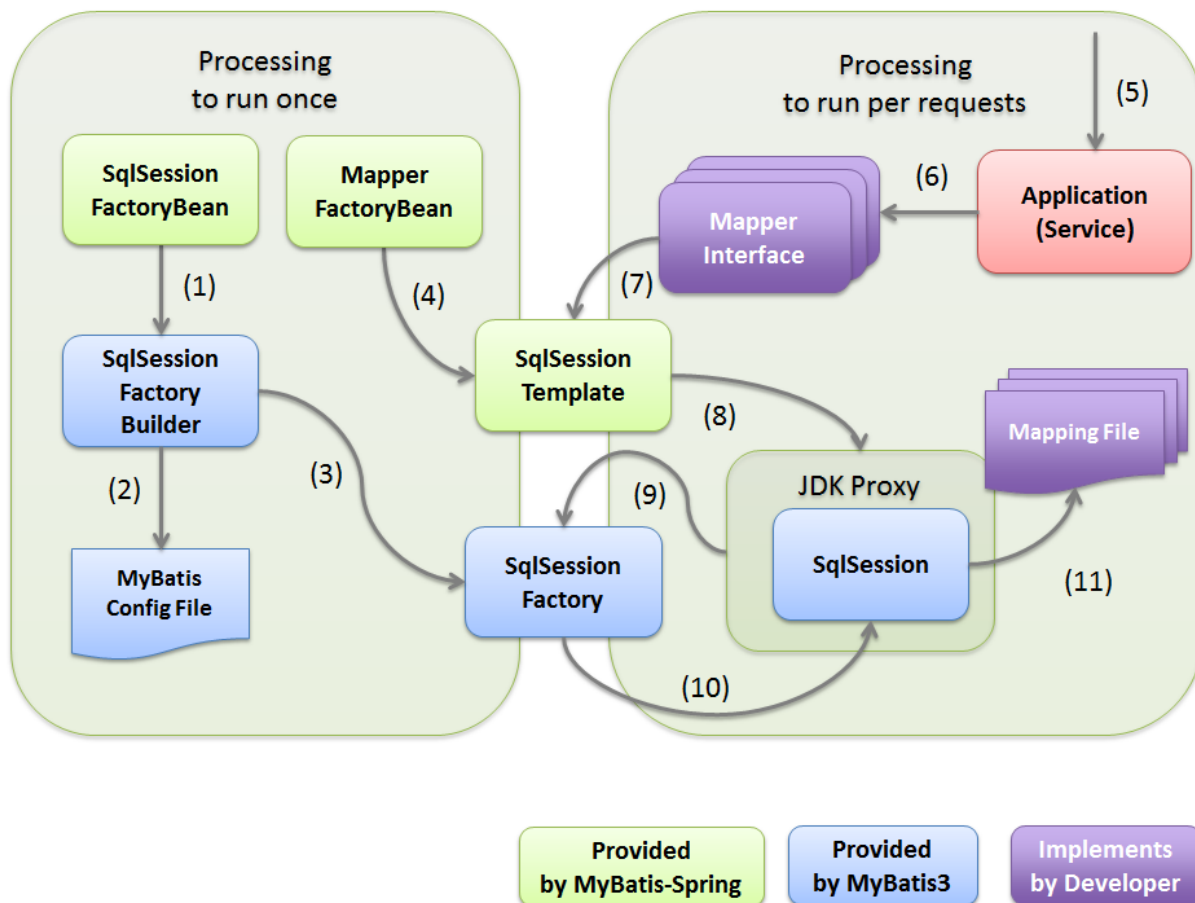 Processing
to run once
Processing
to run per requests
(5)
SqlSession
FactoryBean
Mapper
FactoryBean
Mapper
Interface
(6)
Application
(Service)
(1)
(4)
(7)
SqlSession
Factory
Builder
SqlSession
Template
(8)
Mapping File
(2)
(3)
(9)
JDK Proxy
MyBatis
Config File
SqlSession
Factory
SqlSession
(11)
(10)
Provided
by MyBatis-Spring
Provided
by MyBatis3
Implements
by Developer